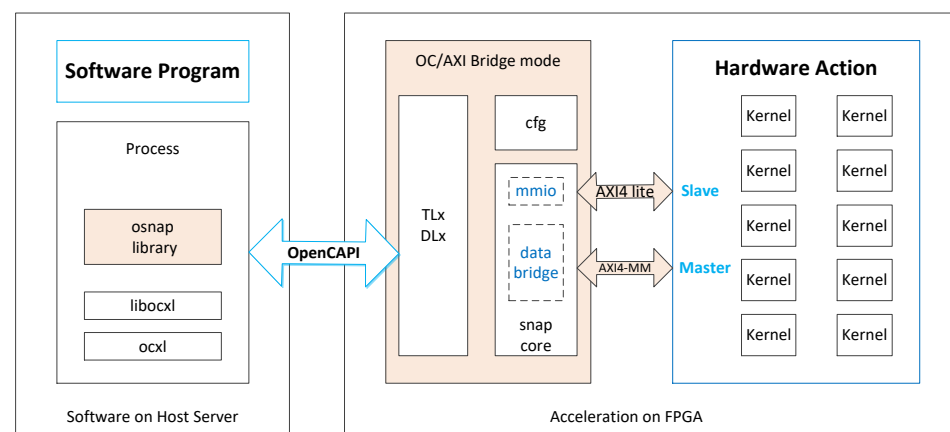 Software Program
Process
osnap
library
libocxl
ocxl
Software on Host Server
OpenCAPI
OC/AXI Bridge mode
TLx
DLx
cfg
mmio
data
bridge
snap
core
AXI4 lite
AXI4-MM
Slave
Master
Hardware Action
Kernel
Kernel
Kernel
Kernel
Kernel
Kernel
Kernel
Kernel
Kernel
Kernel
Acceleration on FPGA